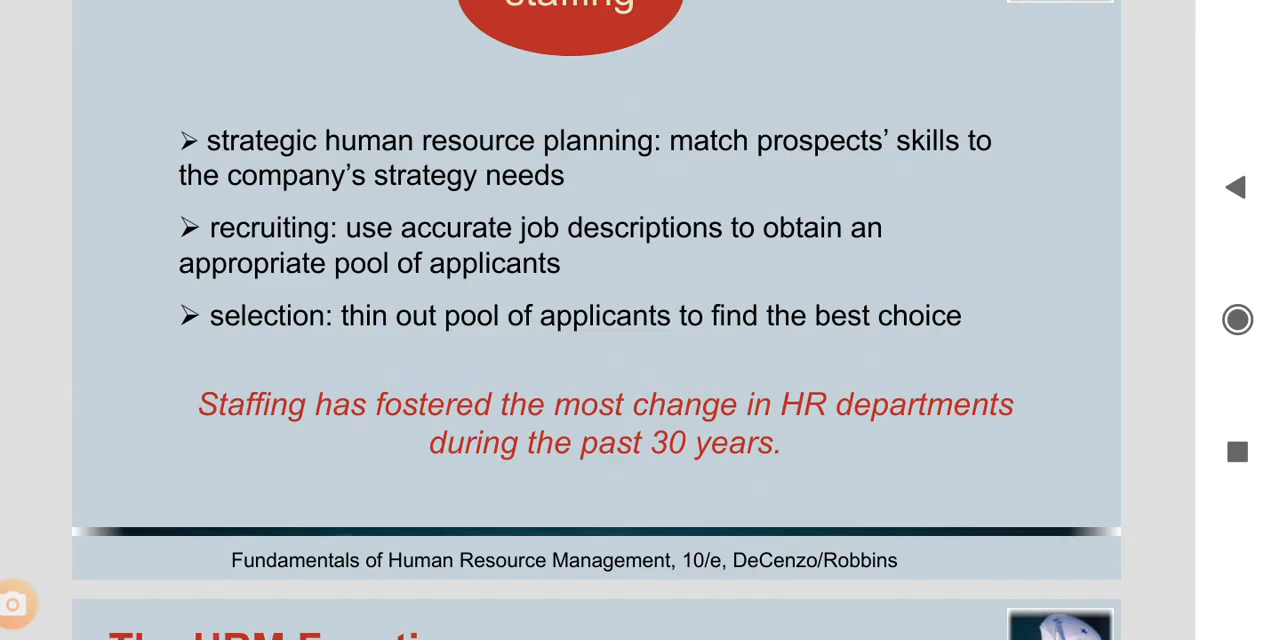 staffing
➢ strategic human resource planning: match prospects’ skills to
the company’s strategy needs
➢ recruiting: use accurate job descriptions to obtain an
appropriate pool of applicants
➢ selection: thin out pool of applicants to find the best choice
Staffing has fostered the most change in HR departments
during the past 30 years.
Fundamentals of Human Resource Management, 10/e, DeCenzo/Robbins
The HRM